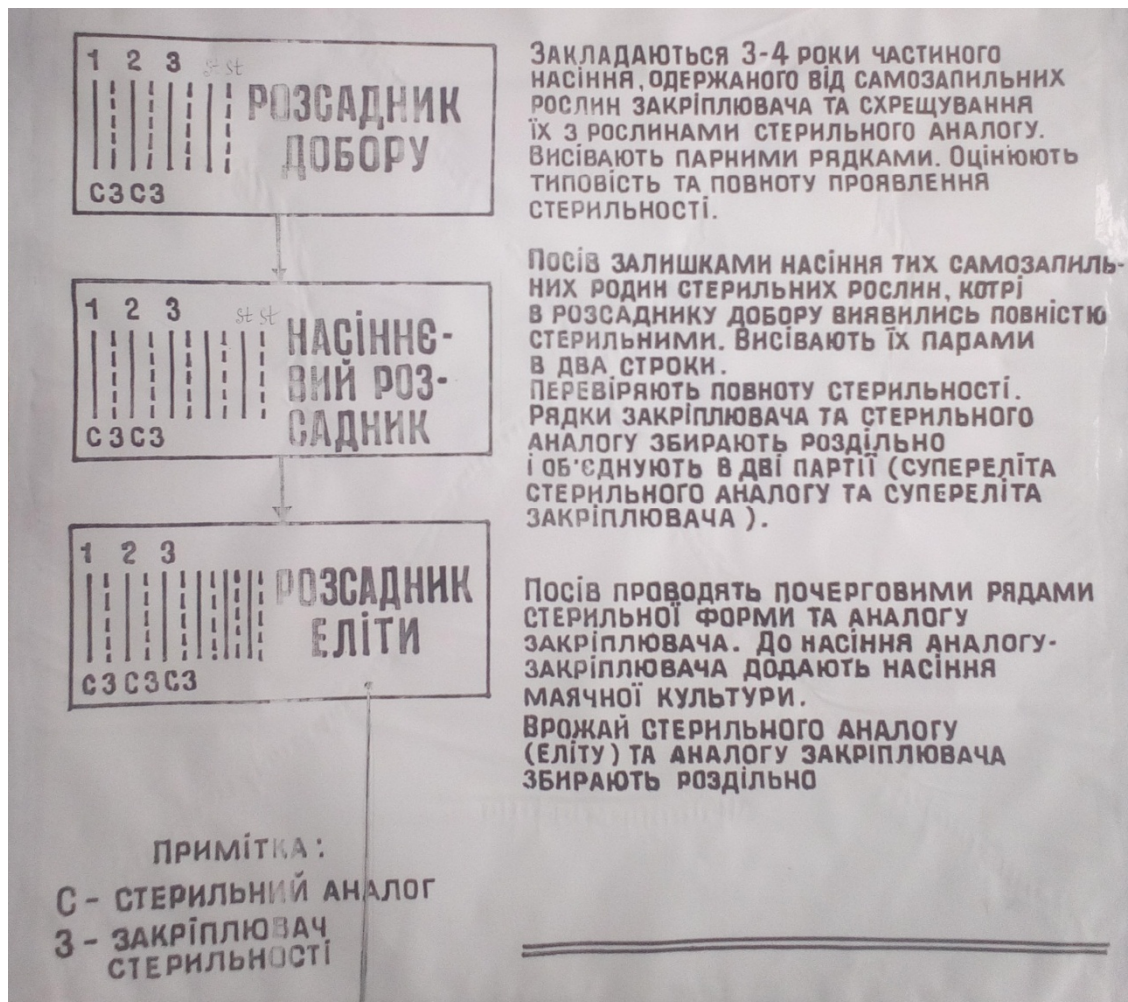 1 2 3 st st
РОЗСАДНИК
ДОБОРУ
СЗСЗ
Закладаються 3-4 роки частиного
насіння, одержаного від самозапильних
рослин закріплювача та схрещування
їх з рослинами стерильного аналогу.
Висівають парними рядками. Оцінюють
типовість та повноту проявлення
стерильності.
1 2 3 st st
НАСІННЄ-
ВИЙ РОЗ-
САДНИК
СЗСЗ
Посів залишками насіння тих самозапиль-
них родин стерильних рослин, котрі
в розсаднику добору виявились повністю
стерильними. Висівають їх парами
в два строки.
Перевіряють повноту стерильності.
Рядки закріплювача та стерильного
аналогу збирають роздільно
і об'єднують в дві партії (супереліта
стерильного аналогу та супереліта
закріплювача).
1 2 3
РОЗСАДНИК
ЕЛІТИ
СЗСЗСЗ
Посів проводять почерговими рядами
стерильної форми та аналогу
закріплювача. До насіння аналогу-
закріплювача додають насіння
маячної культури.
Врожай стерильного аналогу
(еліту) та аналогу закріплювача
збирають роздільно
Примітка:
С - стерильний аналог
З - закріплювач
стерильності